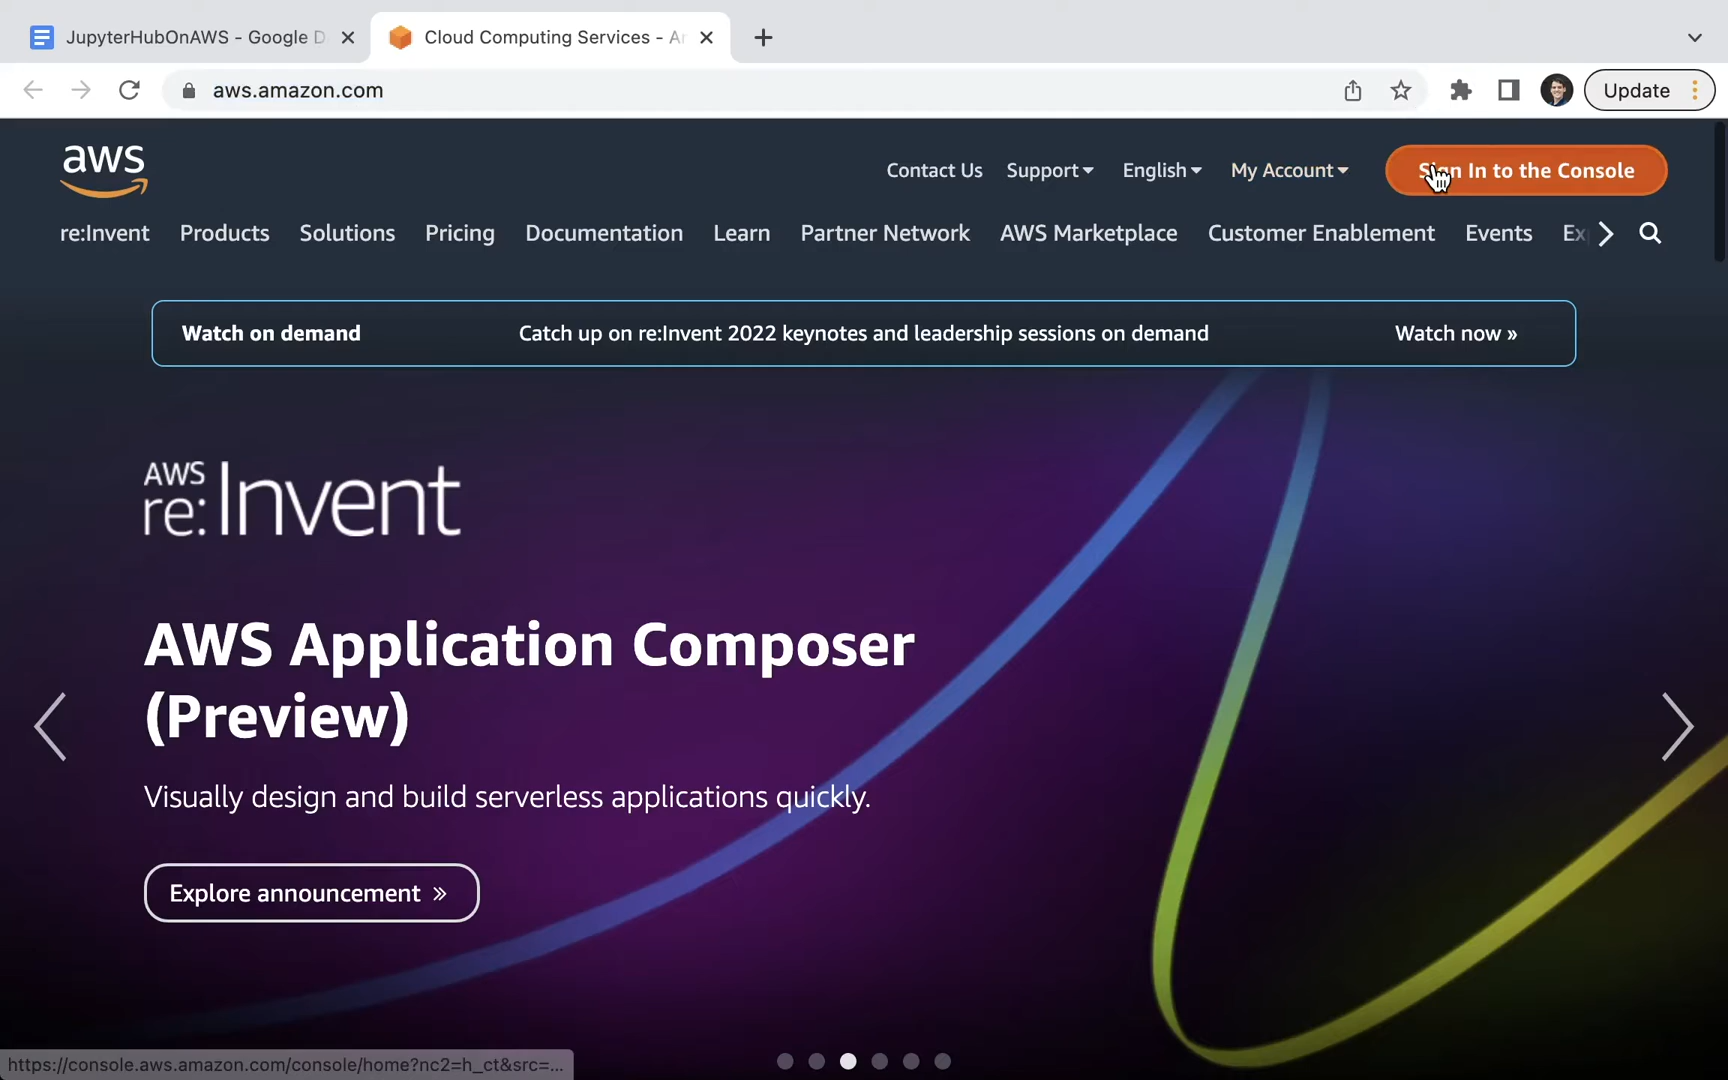 JupyterHubOnAWS - Google D
Cloud Computing Services - A
aws.amazon.com
Update
aws
Contact Us Support English My Account Sign In to the Console
re:Invent Products Solutions Pricing Documentation Learn Partner Network AWS Marketplace Customer Enablement Events Ex
Watch on demand Catch up on re:Invent 2022 keynotes and leadership sessions on demand Watch now »
AWS
re:Invent
AWS Application Composer
(Preview)
Visually design and build serverless applications quickly.
Explore announcement »
https://console.aws.amazon.com/console/home?nc2=h_ct&src=...